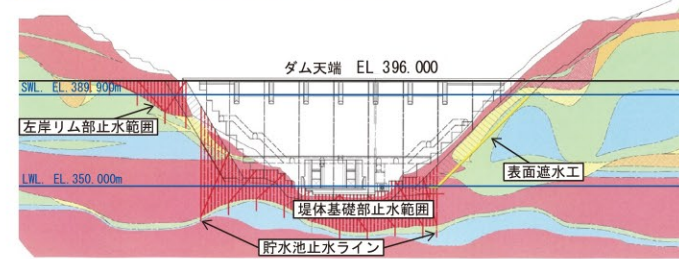 ダム天端 EL 396.000
SWL. EL.389.900m
左岸リム部止水範囲
表面遮水工
LWL. EL.350.000m
堤体基礎部止水範囲
貯水池止水ライン